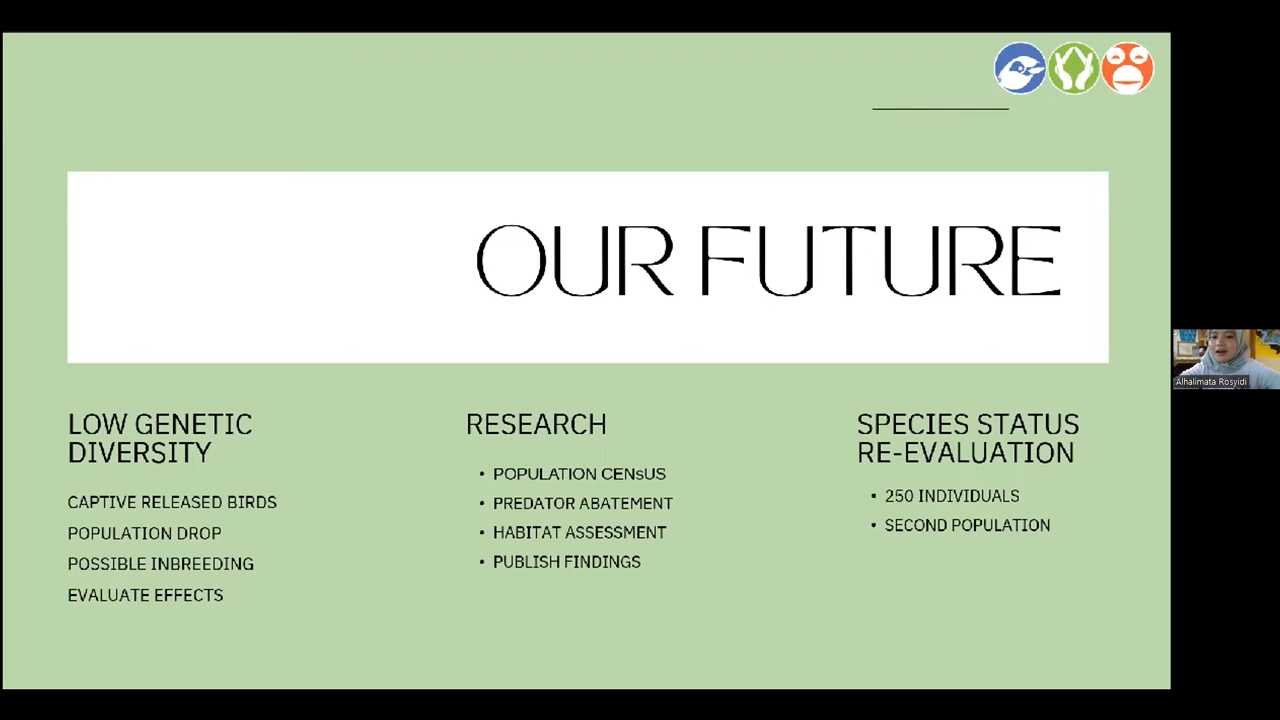 OUR FUTURE
LOW GENETIC
DIVERSITY
CAPTIVE RELEASED BIRDS
POPULATION DROP
POSSIBLE INBREEDING
EVALUATE EFFECTS
RESEARCH
• POPULATION CENsUS
• PREDATOR ABATEMENT
• HABITAT ASSESSMENT
• PUBLISH FINDINGS
SPECIES STATUS
RE-EVALUATION
• 250 INDIVIDUALS
• SECOND POPULATION
Alhalimata Rosyidi